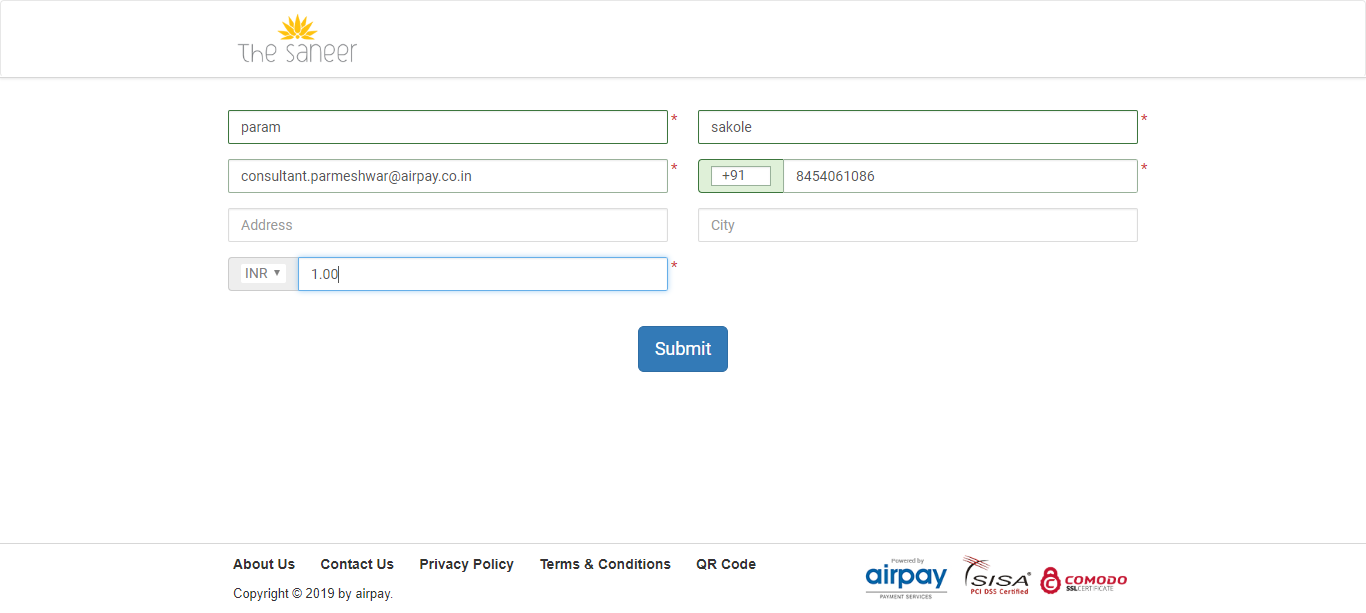 the saneer
param * sakole *
consultant.parmeshwar@airpay.co.in * +91 8454061086 *
Address City
INR ▼ 1.00 *
Submit
About Us Contact Us Privacy Policy Terms & Conditions QR Code
Copyright © 2019 by airpay.
Powered by
airpay
PAYMENT SERVICES
SISA
PCI DSS Certified
COMODO
SSL CERTIFICATE